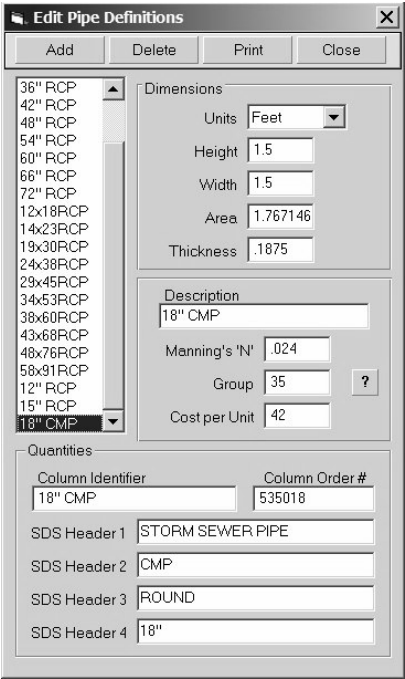 Edit Pipe Definitions
Add Delete Print Close
36" RCP
42" RCP
48" RCP
54" RCP
60" RCP
66" RCP
72" RCP
12x18RCP
14x23RCP
19x30RCP
24x38RCP
29x45RCP
34x53RCP
38x60RCP
43x68RCP
48x76RCP
58x91RCP
12" RCP
15" RCP
18" CMP
Dimensions
Units Feet
Height 1.5
Width 1.5
Area 1.767146
Thickness .1875
Description
18" CMP
Manning's 'N' .024
Group 35 ?
Cost per Unit 42
Quantities
Column Identifier Column Order #
18" CMP 535018
SDS Header 1 STORM SEWER PIPE
SDS Header 2 CMP
SDS Header 3 ROUND
SDS Header 4 18"